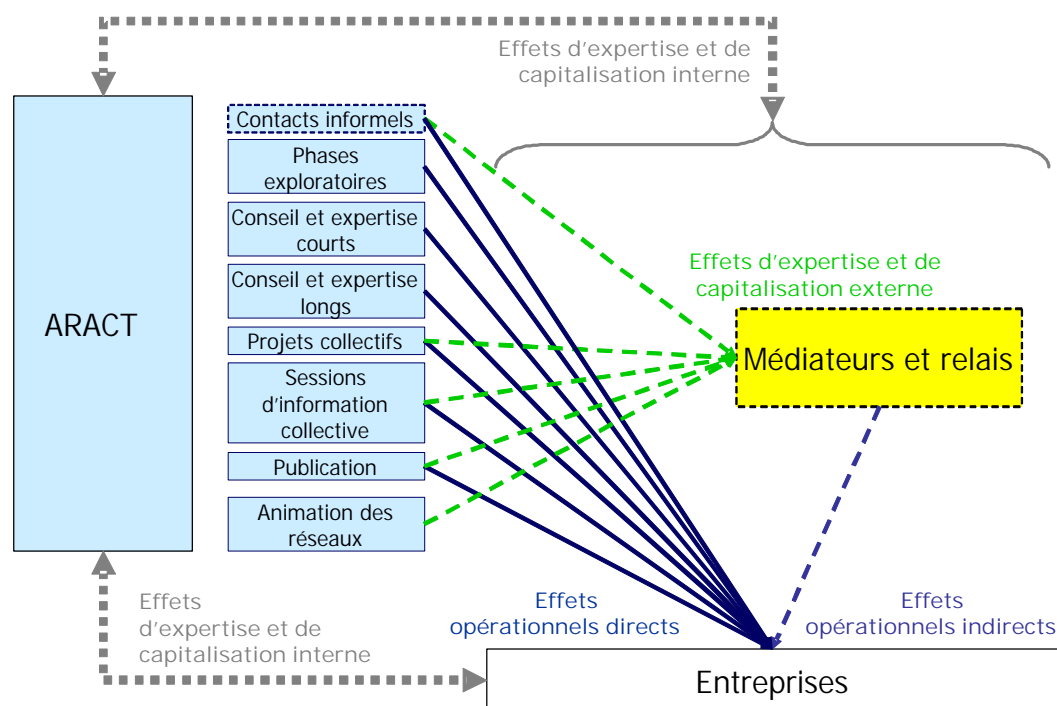 Effets d'expertise et de
capitalisation interne
ARACT
Contacts informels
Phases
exploratoires
Conseil et expertise
courts
Conseil et expertise
longs
Projets collectifs
Sessions
d'information
collective
Publication
Animation des
réseaux
Effets d'expertise et de
capitalisation externe
Médiateurs et relais
Effets
d'expertise et de
capitalisation interne
Effets
opérationnels directs
Effets
opérationnels indirects
Entreprises